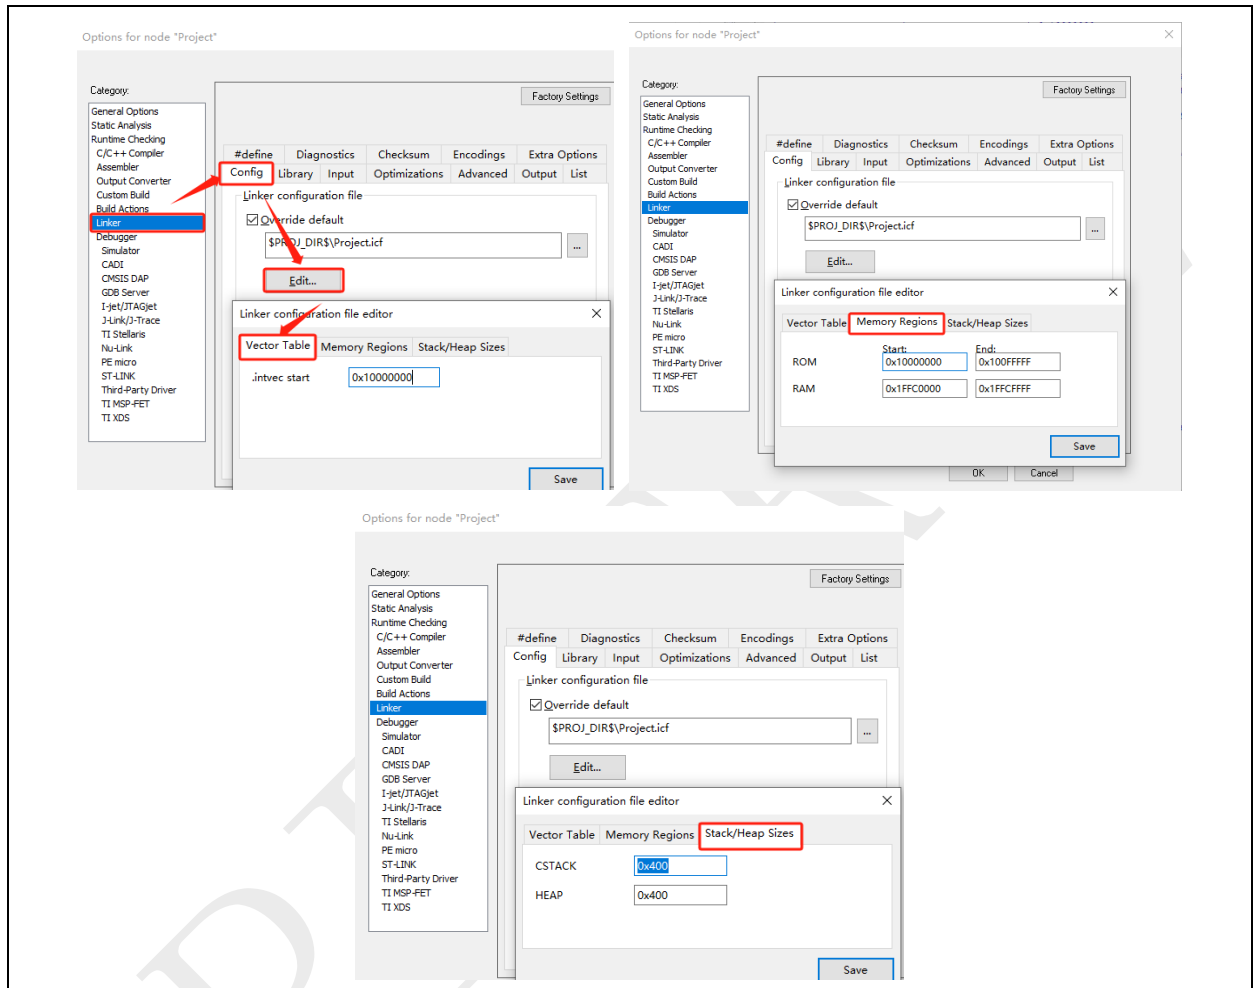 Options for node "Project"
Category:
General Options
Static Analysis
Runtime Checking
C/C++ Compiler
Assembler
Output Converter
Custom Build
Build Actions
Linker
Debugger
Simulator
CADI
CMSIS DAP
GDB Server
I-jet/JTAGjet
J-Link/J-Trace
TI Stellaris
Nu-Link
PE micro
ST-LINK
Third-Party Driver
TI MSP-FET
TI XDS
Factory Settings
#define Diagnostics Checksum Encodings Extra Options
Config Library Input Optimizations Advanced Output List
Linker configuration file
Override default
$PROJ_DIR$\Project.icf
...
Edit...
Linker configuration file editor
Vector Table Memory Regions Stack/Heap Sizes
.intvec start 0x10000000
Save
Options for node "Project"
Category:
General Options
Static Analysis
Runtime Checking
C/C++ Compiler
Assembler
Output Converter
Custom Build
Build Actions
Linker
Debugger
Simulator
CADI
CMSIS DAP
GDB Server
I-jet/JTAGjet
J-Link/J-Trace
TI Stellaris
Nu-Link
PE micro
ST-LINK
Third-Party Driver
TI MSP-FET
TI XDS
Factory Settings
#define Diagnostics Checksum Encodings Extra Options
Config Library Input Optimizations Advanced Output List
Linker configuration file
Override default
$PROJ_DIR$\Project.icf
...
Edit...
Linker configuration file editor
Vector Table Memory Regions Stack/Heap Sizes
Start: End:
ROM 0x10000000 0x100FFFFF
RAM 0x1FFC0000 0x1FFCFFFF
Save
OK Cancel
Options for node "Project"
Category:
General Options
Static Analysis
Runtime Checking
C/C++ Compiler
Assembler
Output Converter
Custom Build
Build Actions
Linker
Debugger
Simulator
CADI
CMSIS DAP
GDB Server
I-jet/JTAGjet
J-Link/J-Trace
TI Stellaris
Nu-Link
PE micro
ST-LINK
Third-Party Driver
TI MSP-FET
TI XDS
Factory Settings
#define Diagnostics Checksum Encodings Extra Options
Config Library Input Optimizations Advanced Output List
Linker configuration file
Override default
$PROJ_DIR$\Project.icf
...
Edit...
Linker configuration file editor
Vector Table Memory Regions Stack/Heap Sizes
CSTACK 0x400
HEAP 0x400
Save